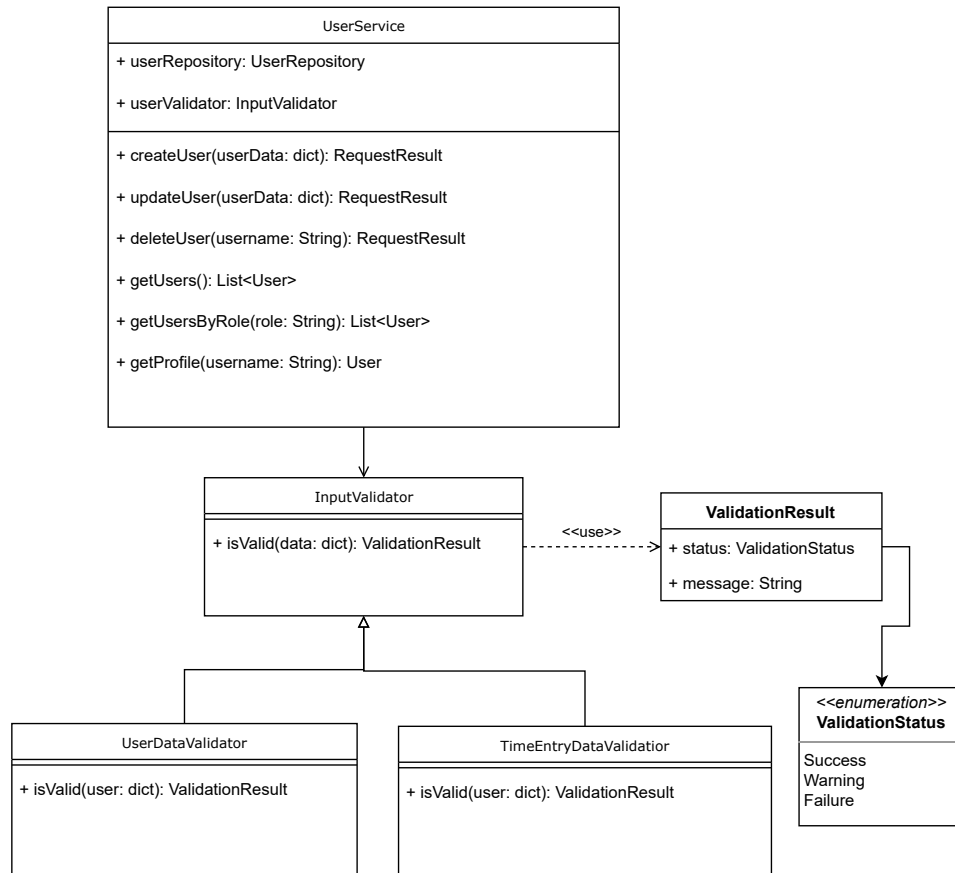 UserService
+ userRepository: UserRepository
+ userValidator: InputValidator
+ createUser(userData: dict): RequestResult
+ updateUser(userData: dict): RequestResult
+ deleteUser(username: String): RequestResult
+ getUsers(): List<User>
+ getUsersByRole(role: String): List<User>
+ getProfile(username: String): User
InputValidator
+ isValid(data: dict): ValidationResult
<<use>>
ValidationResult
+ status: ValidationStatus
+ message: String
<<enumeration>>
ValidationStatus
Success
Warning
Failure
UserDataValidator
+ isValid(user: dict): ValidationResult
TimeEntryDataValidatior
+ isValid(user: dict): ValidationResult